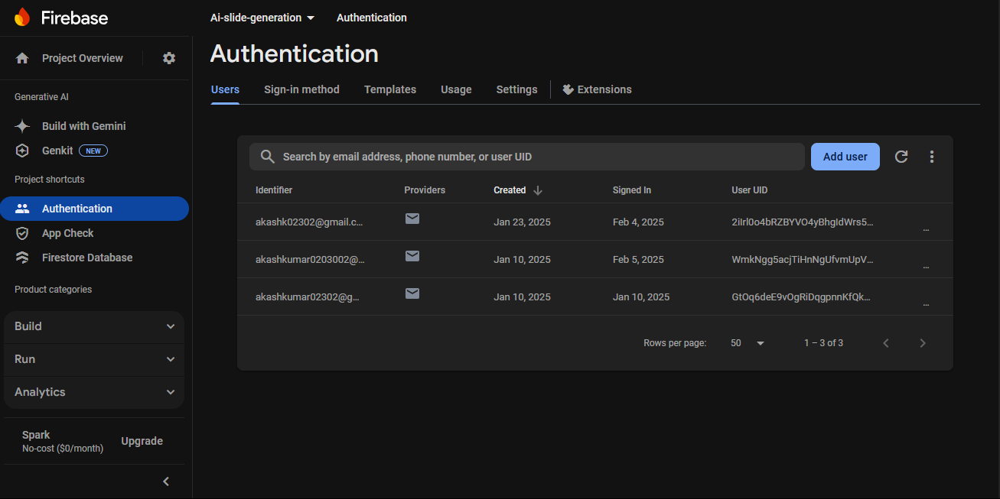 Firebase
Ai-slide-generation Authentication
Project Overview
Authentication
Users Sign-in method Templates Usage Settings Extensions
Generative AI
Build with Gemini
Genkit NEW
Project shortcuts
Authentication
App Check
Firestore Database
Product categories
Build
Run
Analytics
Spark
No-cost ($0/month)
Upgrade
Search by email address, phone number, or user UID
Add user
Identifier Providers Created Signed In User UID
akashk02302@gmail.c... Jan 23, 2025 Feb 4, 2025 2iIrl0o4bRZBYVO4yBhgIdWrs5... ...
akashkumar0203002@... Jan 10, 2025 Feb 5, 2025 WmkNgg5acjTiHnNgUfvmUpV... ...
akashkumar02302@g... Jan 10, 2025 Jan 10, 2025 GtOq6deE9vOgRiDqgpnnKfQk... ...
Rows per page: 50 1 – 3 of 3